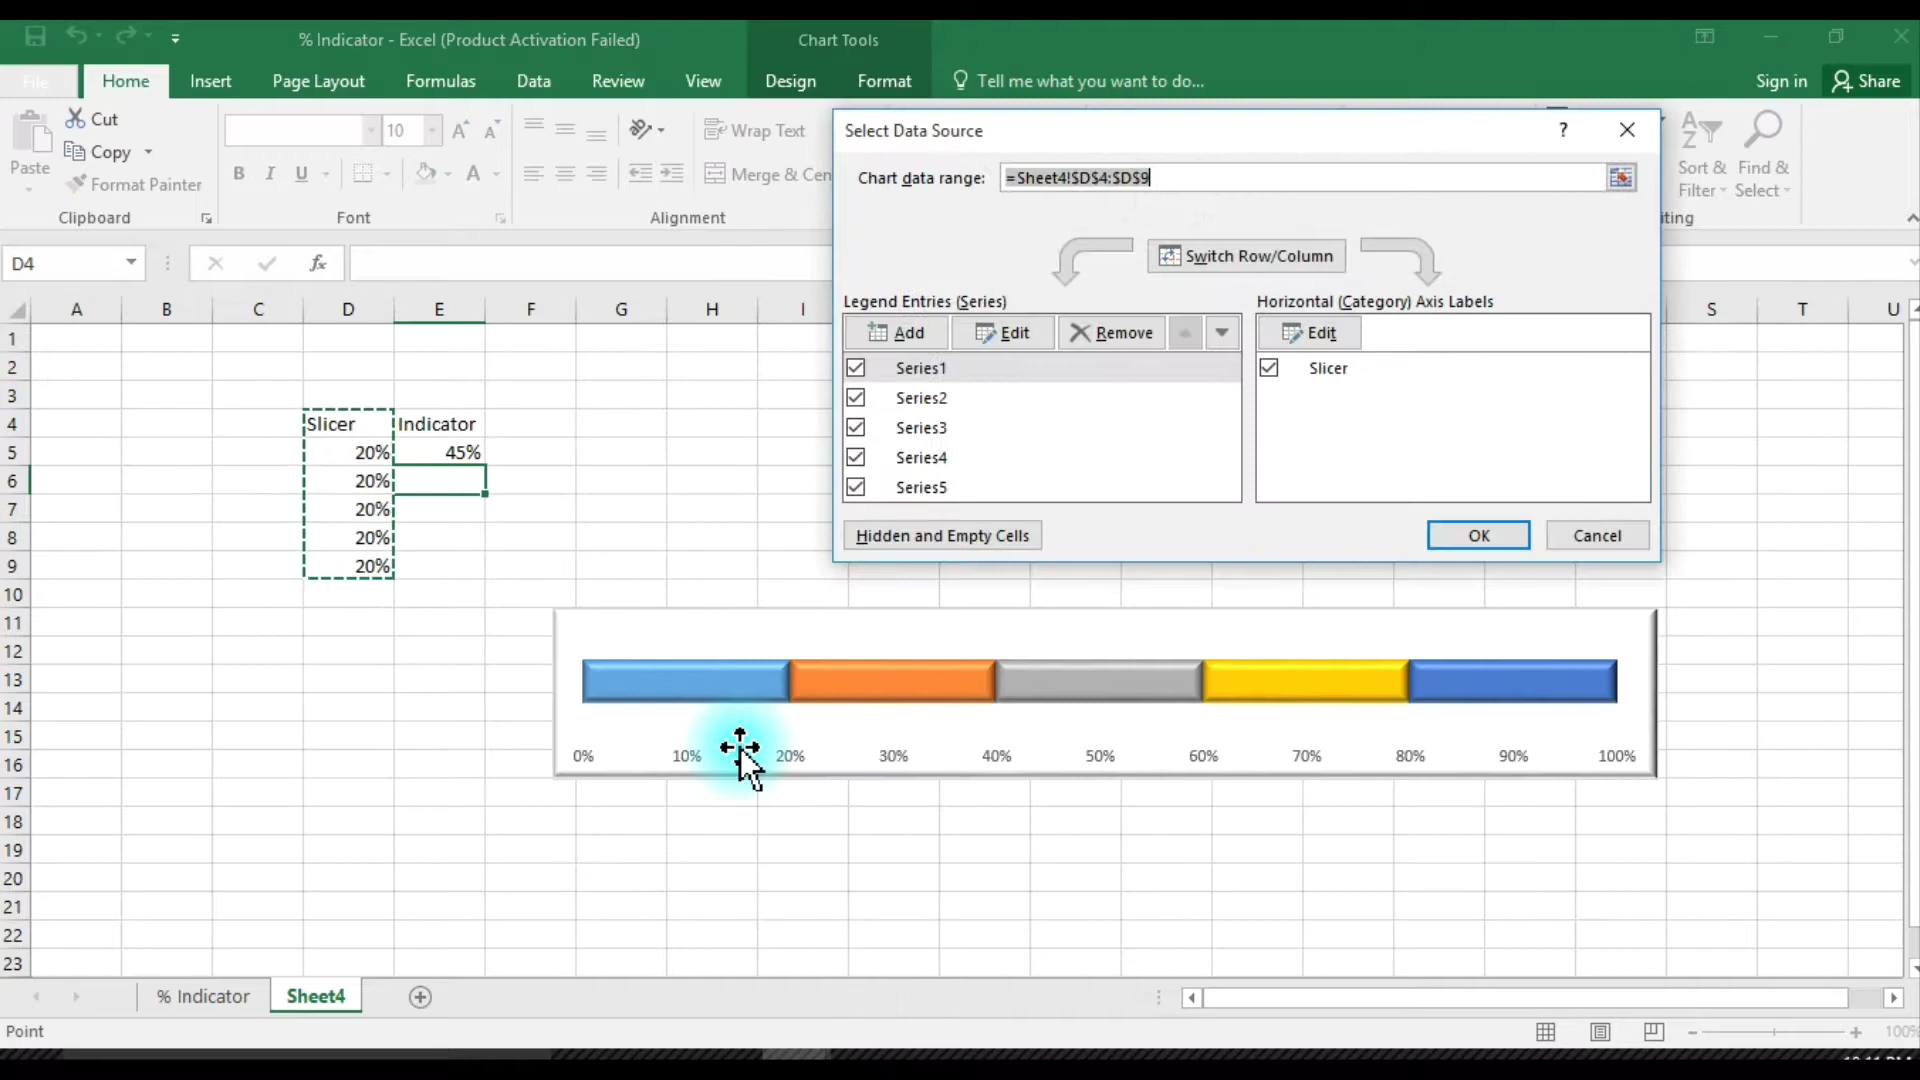 % Indicator - Excel (Product Activation Failed)
Chart Tools
File
Home
Insert
Page Layout
Formulas
Data
Review
View
Design
Format
Tell me what you want to do...
Sign in
Share
Paste
Cut
Copy
Format Painter
Clipboard
10
B I U
Font
Wrap Text
Merge & Cen
Alignment
Sort &
Filter
Find &
Select
iting
Select Data Source
?
Chart data range:
=Sheet4!$D$4:$D$9
Switch Row/Column
Legend Entries (Series)
Add
Edit
Remove
Series1
Series2
Series3
Series4
Series5
Horizontal (Category) Axis Labels
Edit
Slicer
Hidden and Empty Cells
OK
Cancel
D4
fx
A B C D E F G H I S T U
1
2
3
4 Slicer Indicator
5 20% 45%
6 20%
7 20%
8 20%
9 20%
10
11
12
13
14
15
16
17
18
19
20
21
22
23
0% 10% 20% 30% 40% 50% 60% 70% 80% 90% 100%
% Indicator
Sheet4
Point
100%